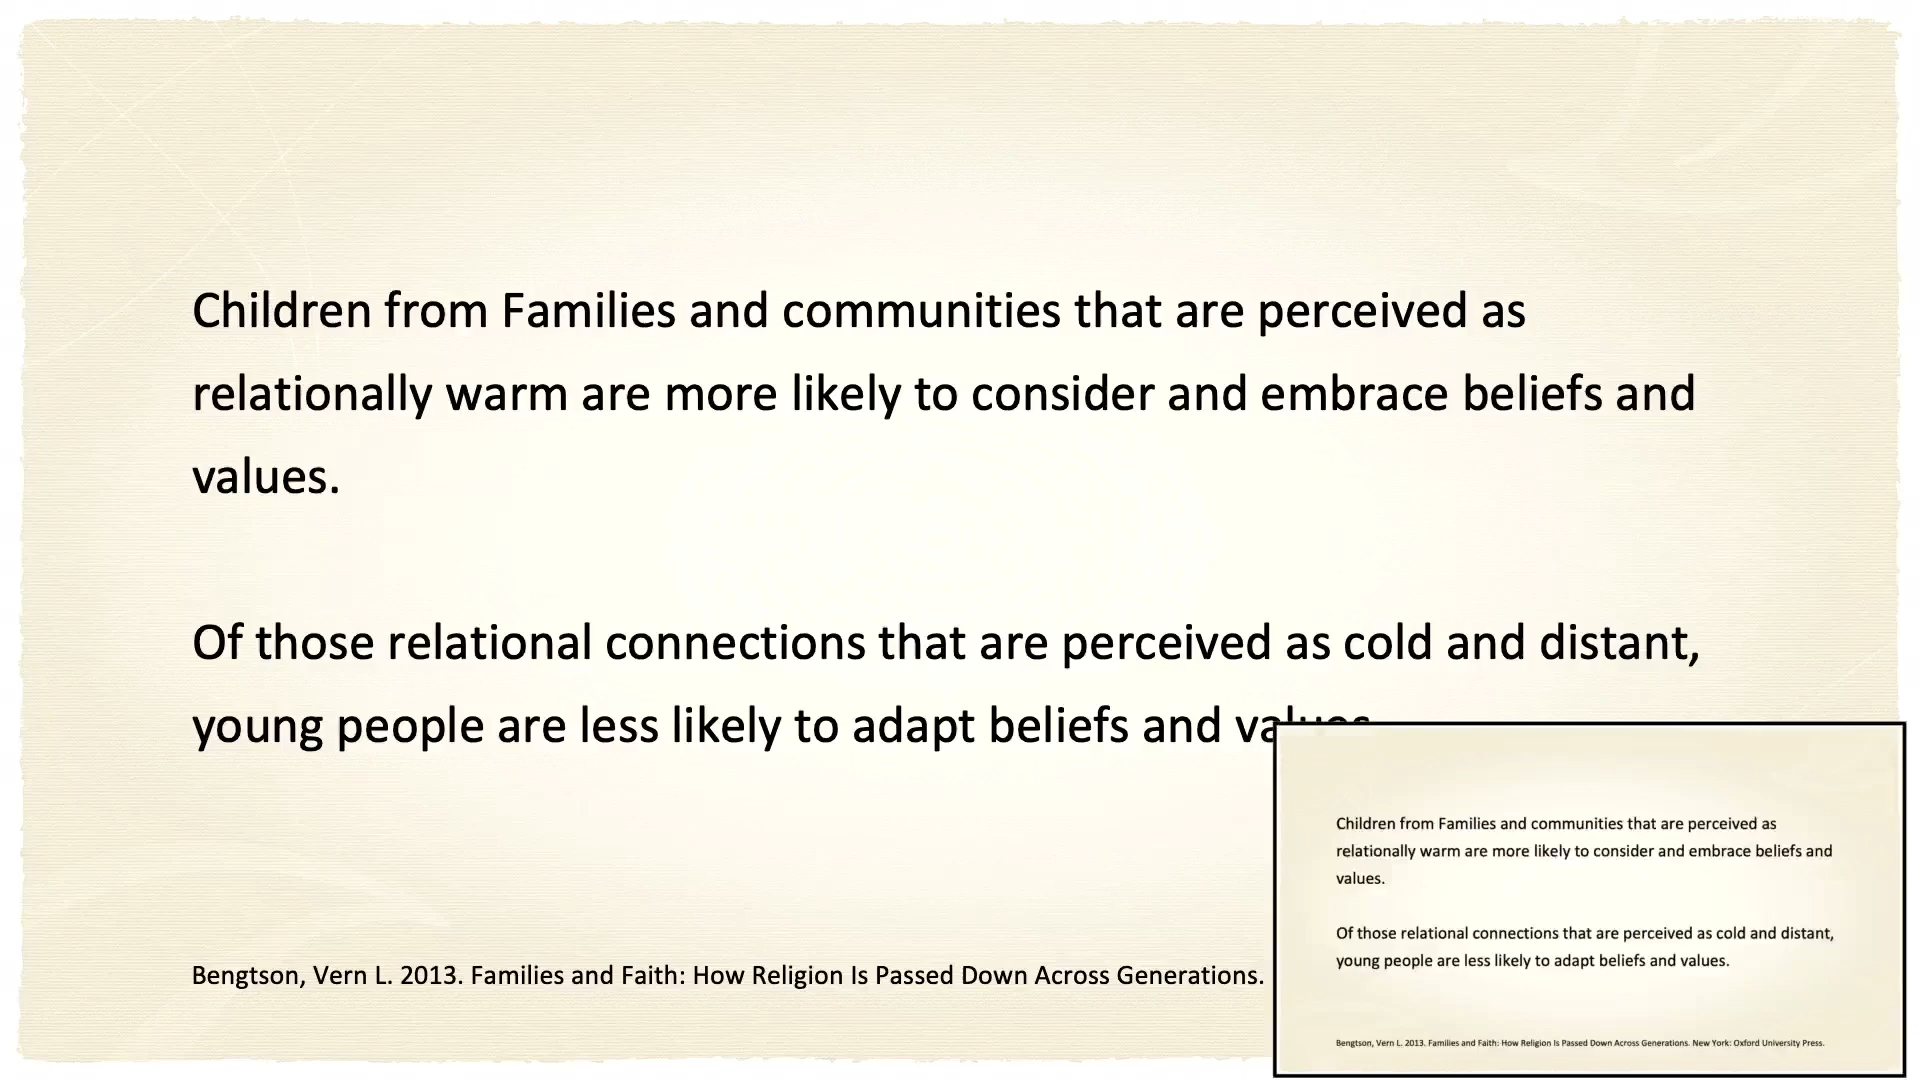 Children from Families and communities that are perceived as
relationally warm are more likely to consider and embrace beliefs and
values.
Of those relational connections that are perceived as cold and distant,
young people are less likely to adapt beliefs and values.
Bengtson, Vern L. 2013. Families and Faith: How Religion Is Passed Down Across Generations.
Children from Families and communities that are perceived as
relationally warm are more likely to consider and embrace beliefs and
values.
Of those relational connections that are perceived as cold and distant,
young people are less likely to adapt beliefs and values.
Bengtson, Vern L. 2013. Families and Faith: How Religion Is Passed Down Across Generations. New York: Oxford University Press.